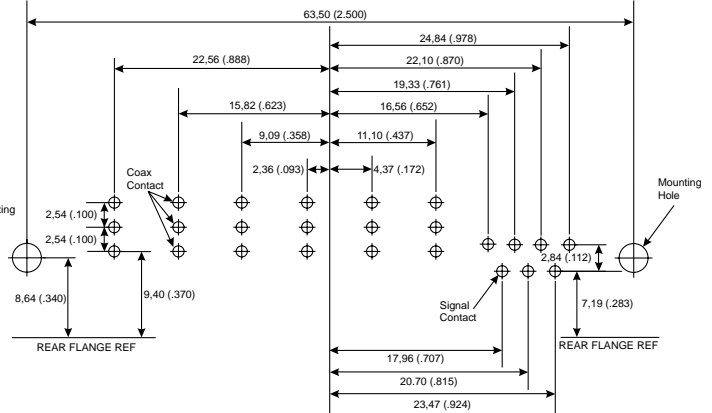 63,50 (2.500)
24,84 (.978)
22,56 (.888)
22,10 (.870)
19,33 (.761)
15,82 (.623)
16,56 (.652)
9,09 (.358)
11,10 (.437)
2,36 (.093)
4,37 (.172)
Coax
Contact
Mounting
Hole
2,54 (.100)
2,54 (.100)
2,84 (.112)
8,64 (.340)
9,40 (.370)
7,19 (.283)
Signal
Contact
REAR FLANGE REF
REAR FLANGE REF
17,96 (.707)
20.70 (.815)
23,47 (.924)